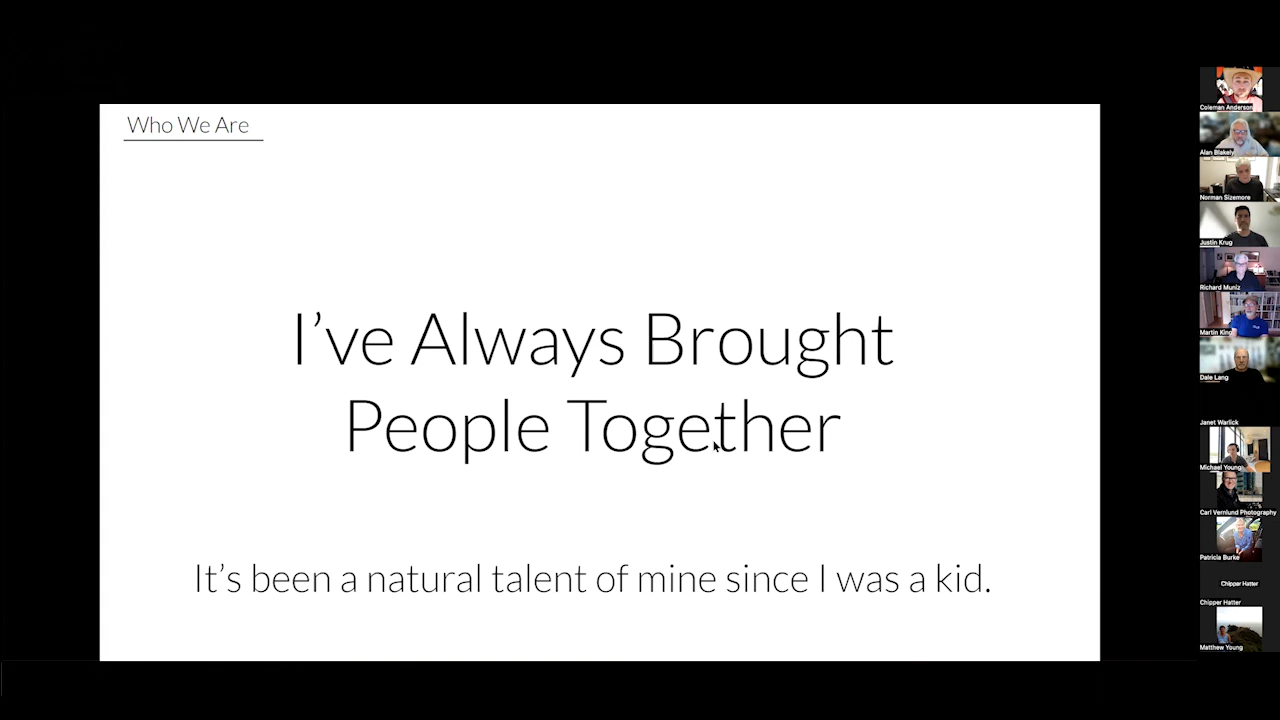 Who We Are
I’ve Always Brought
People Together
It’s been a natural talent of mine since I was a kid.
Coleman Anderson
Alan Blakely
Norman Sizemore
Justin Krug
Richard Muniz
Martin King
Dale Lang
Janet Warlick
Michael Young
Carl Vernlund Photography
Patricia Burke
Chipper Hatter
Chipper Hatter
Matthew Young